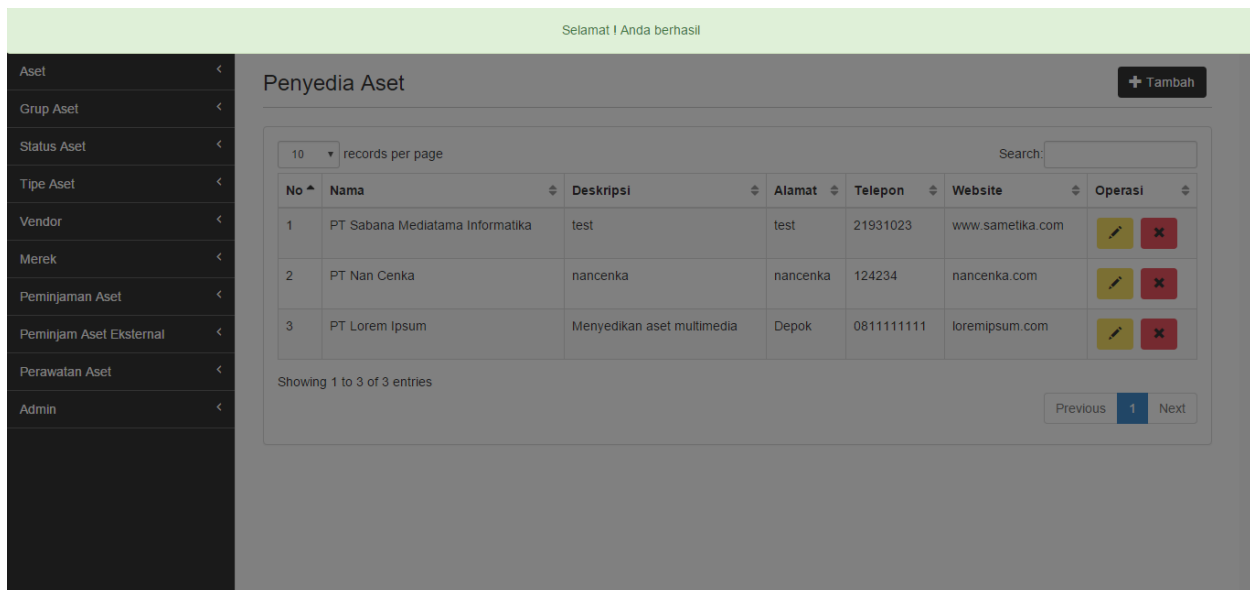 Selamat ! Anda berhasil
Aset
Grup Aset
Status Aset
Tipe Aset
Vendor
Merek
Peminjaman Aset
Peminjam Aset Eksternal
Perawatan Aset
Admin
Penyedia Aset
Tambah
10 records per page
Search:
No Nama Deskripsi Alamat Telepon Website Operasi
1 PT Sabana Mediatama Informatika test test 21931023 www.sametika.com
2 PT Nan Cenka nancenka nancenka 124234 nancenka.com
3 PT Lorem Ipsum Menyedikan aset multimedia Depok 0811111111 loremipsum.com
Showing 1 to 3 of 3 entries
Previous 1 Next